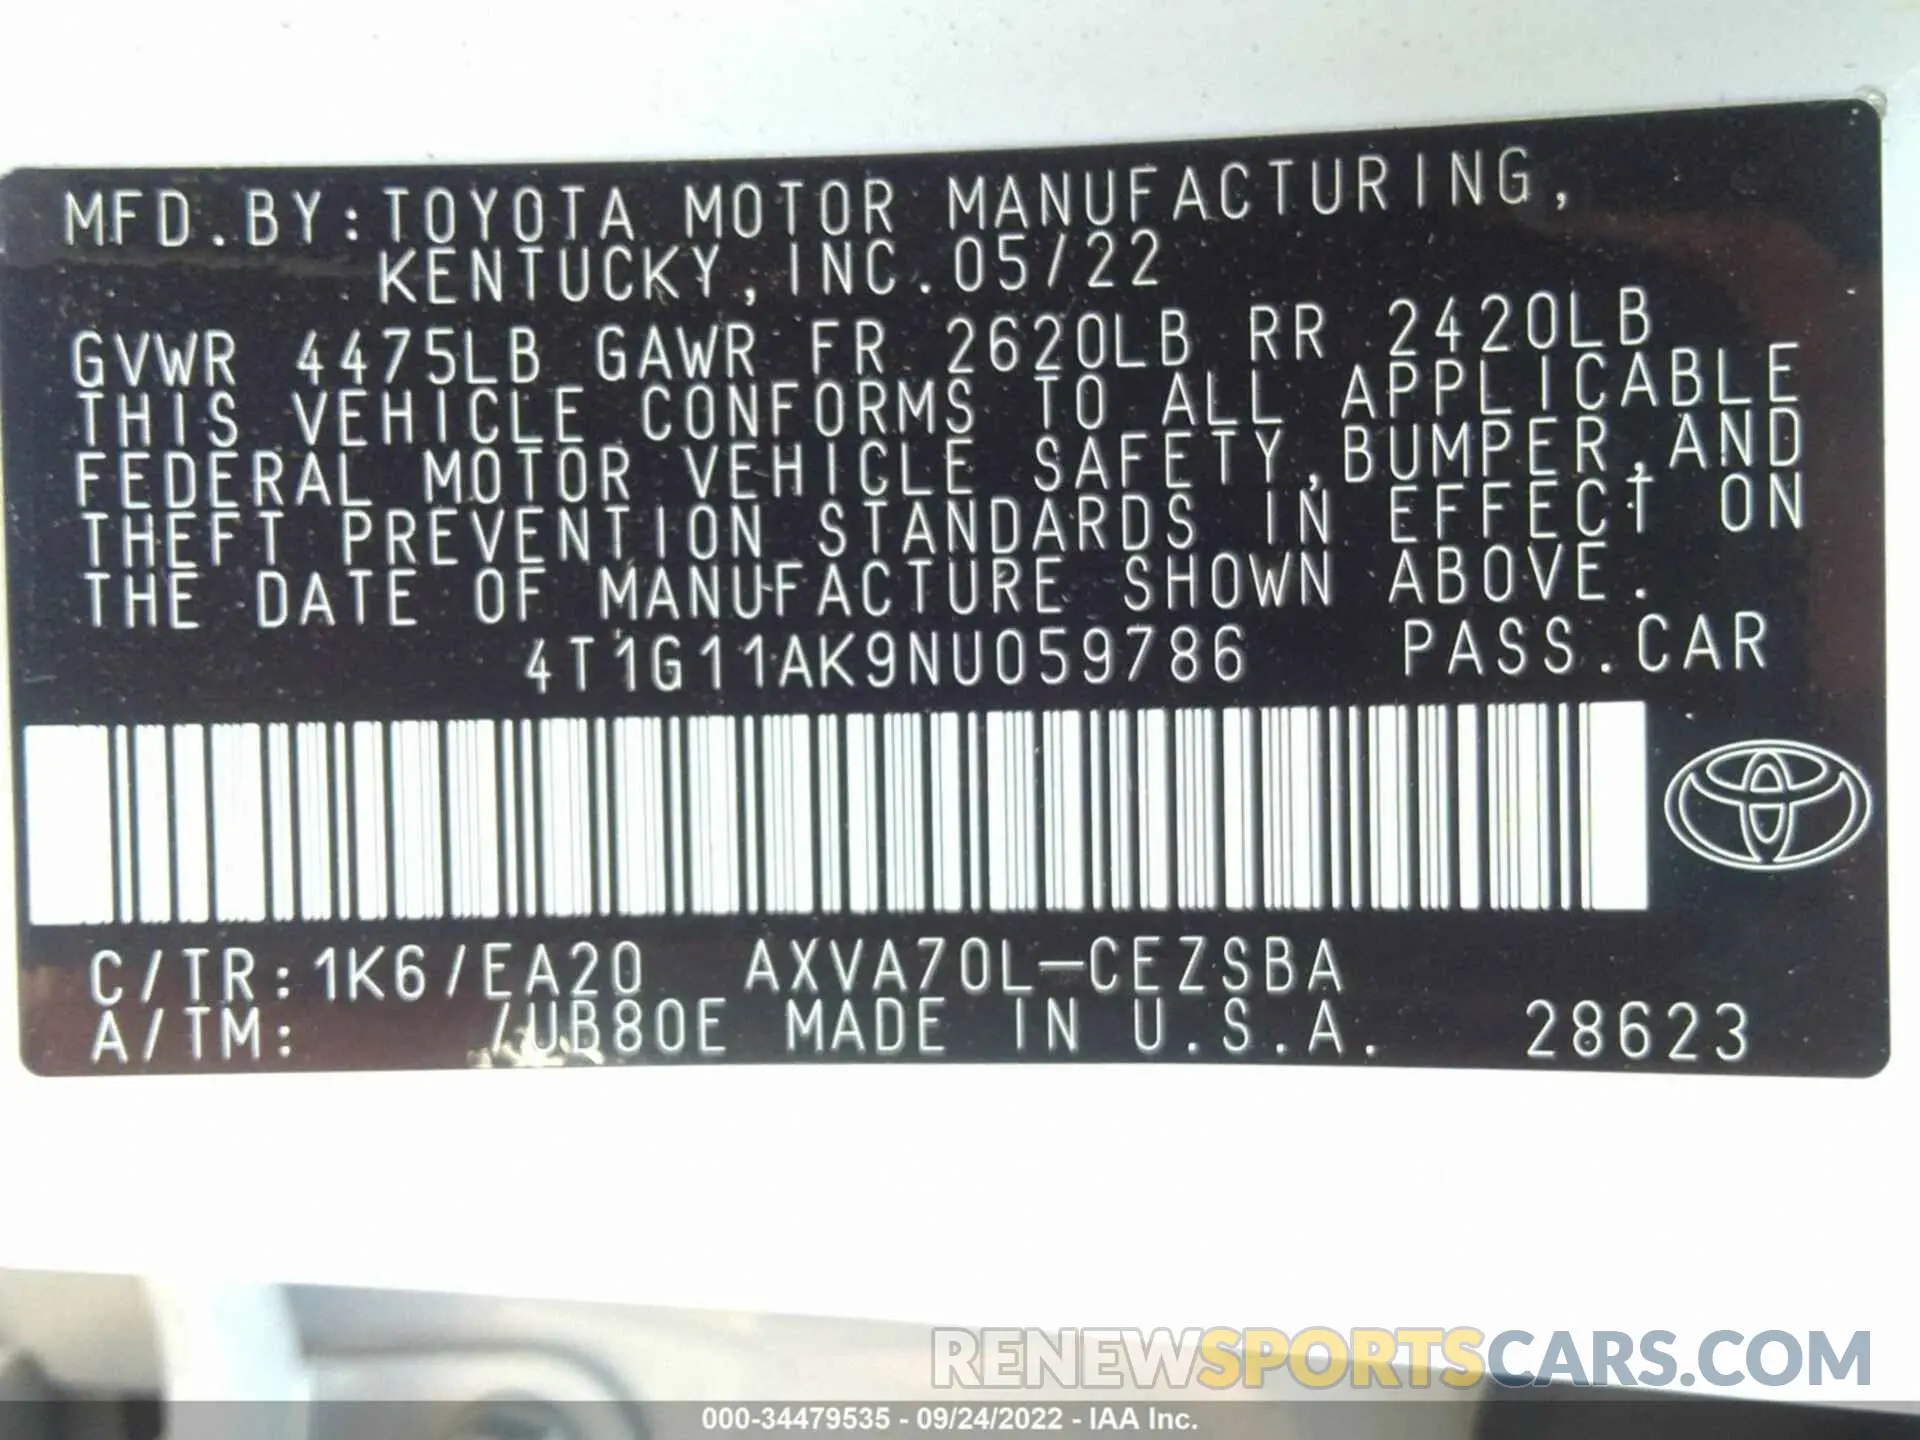 MFD.BY:TOYOTA MOTOR MANUFACTURING,
KENTUCKY,INC.05/22
GVWR 4475LB GAWR FR 2620LB RR 2420LB
THIS VEHICLE CONFORMS TO ALL APPLICABLE
FEDERAL MOTOR VEHICLE SAFETY,BUMPER,AND
THEFT PREVENTION STANDARDS IN EFFECT ON
THE DATE OF MANUFACTURE SHOWN ABOVE.
4T1G11AK9NU059786 PASS.CAR
C/TR:1K6/EA20 AXVA70L-CEZSBA
A/TM: /UB80E MADE IN U.S.A. 28623
RENEWSPORTSCARS.COM
000-34479535 - 09/24/2022 - IAA Inc.